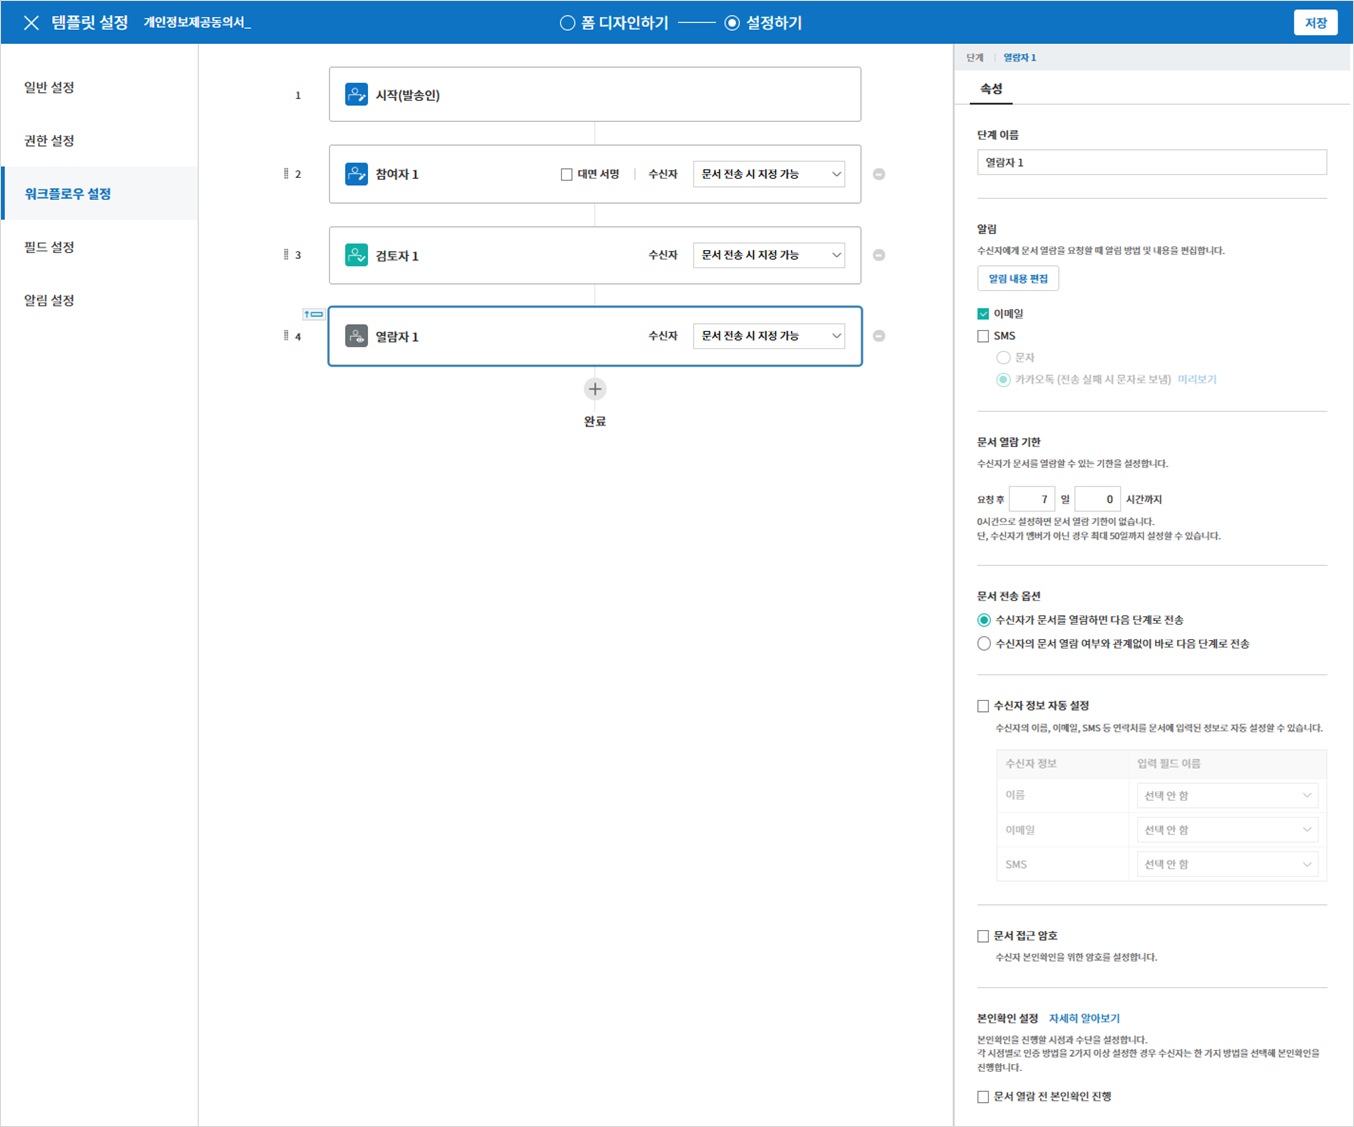 템플릿 설정 개인정보제공동의서_
폼 디자인하기 설정하기
저장
일반 설정
권한 설정
워크플로우 설정
필드 설정
알림 설정
1 시작(발송인)
2 참여자 1 대면 서명 수신자 문서 전송 시 지정 가능
3 검토자 1 수신자 문서 전송 시 지정 가능
4 열람자 1 수신자 문서 전송 시 지정 가능
완료
단계 열람자 1
속성
단계 이름
열람자 1
알림
수신자에게 문서 열람을 요청할 때 알림 방법 및 내용을 편집합니다.
알림 내용 편집
이메일
SMS
문자
카카오톡 (전송 실패 시 문자로 보냄) 미리보기
문서 열람 기한
수신자가 문서를 열람할 수 있는 기한을 설정합니다.
요청 후 7 일 0 시간까지
0시간으로 설정하면 문서 열람 기한이 없습니다.
단, 수신자가 멤버가 아닌 경우 최대 50일까지 설정할 수 있습니다.
문서 전송 옵션
수신자가 문서를 열람하면 다음 단계로 전송
수신자의 문서 열람 여부와 관계없이 바로 다음 단계로 전송
수신자 정보 자동 설정
수신자의 이름, 이메일, SMS 등 연락처를 문서에 입력된 정보로 자동 설정할 수 있습니다.
수신자 정보 입력 필드 이름
이름 선택 안 함
이메일 선택 안 함
SMS 선택 안 함
문서 접근 암호
수신자 본인확인을 위한 암호를 설정합니다.
본인확인 설정 자세히 알아보기
본인확인을 진행할 시점과 수단을 설정합니다.
각 시점별로 인증 방법을 2가지 이상 설정한 경우 수신자는 한 가지 방법을 선택해 본인확인을
진행합니다.
문서 열람 전 본인확인 진행